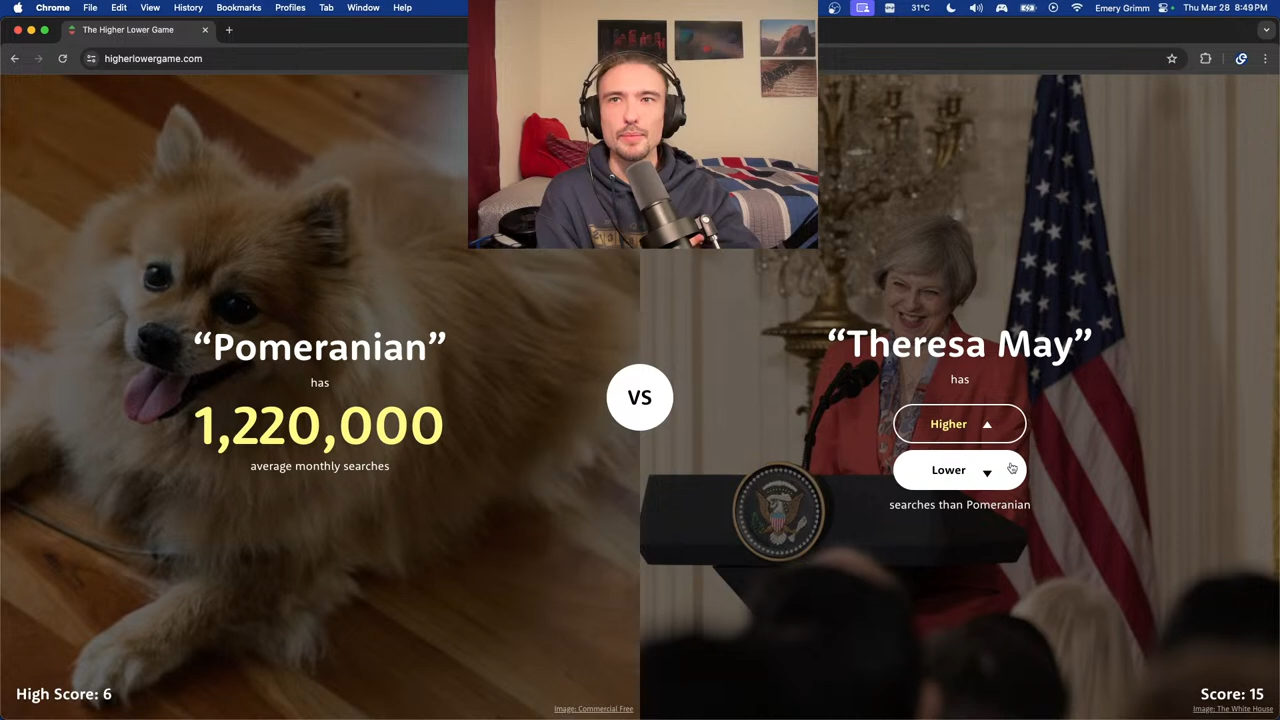 Chrome File Edit View History Bookmarks Profiles Tab Window Help
31°C Emery Grimm Thu Mar 28 8:49 PM
The Higher Lower Game
higherlowergame.com
“Pomeranian”
has
1,220,000
average monthly searches
VS
“Theresa May”
has
Higher
Lower
searches than Pomeranian
High Score: 6
Image: Commercial Free
Score: 15
Image: The White House